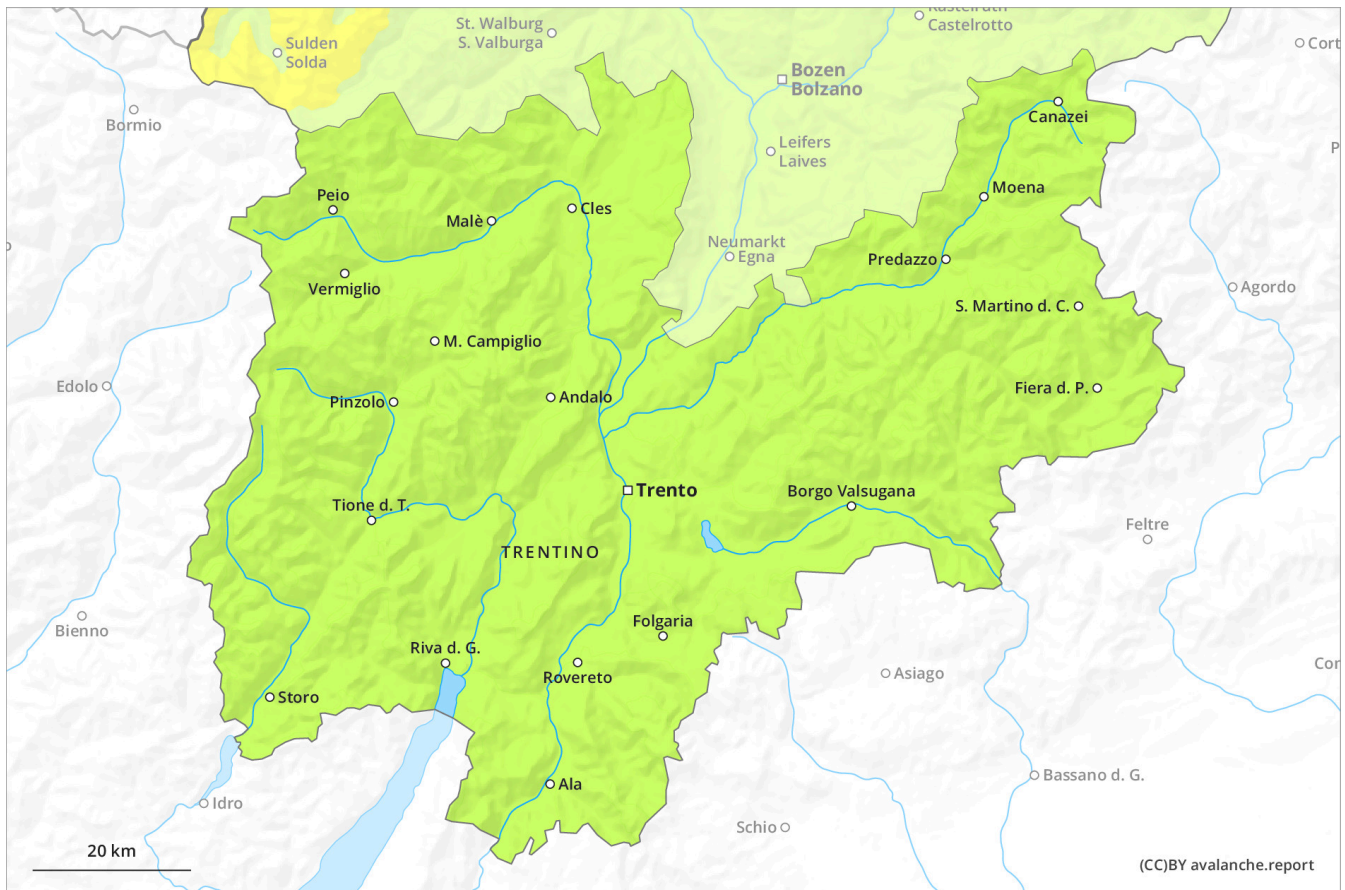 Kastelruth
Castelrotto
St. Walburg
S. Valburga
Sulden
Solda
Cort
Bozen
Bolzano
Bormio
Canazei
Leifers
Laives
P
Moena
Peio
Malè
Cles
Neumarkt
Egna
Predazzo
Vermiglio
Agordo
S. Martino d. C.
M. Campiglio
Edolo
Fiera d. P.
Pinzolo
Andalo
Trento
Borgo Valsugana
Tione d. T.
Feltre
TRENTINO
Bienno
Folgaria
Riva d. G.
Rovereto
Cor
Asiago
Storo
Bassano d. G.
Ala
Idro
Schio
20 km
(CC)BY avalanche.report